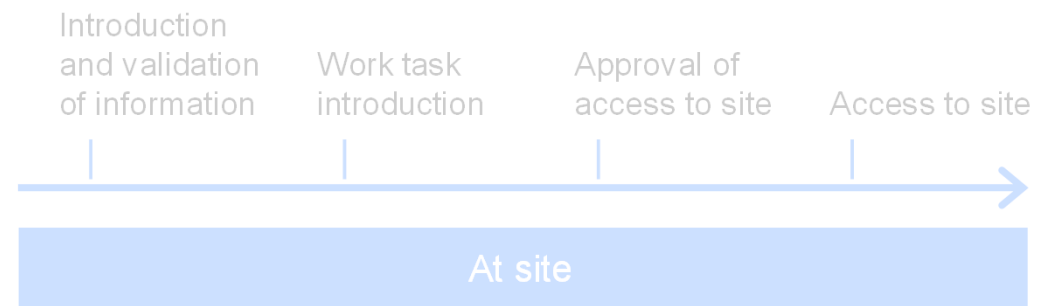 Introduction
and validation
of information
Work task
introduction
Approval of
access to site
Access to site
At site